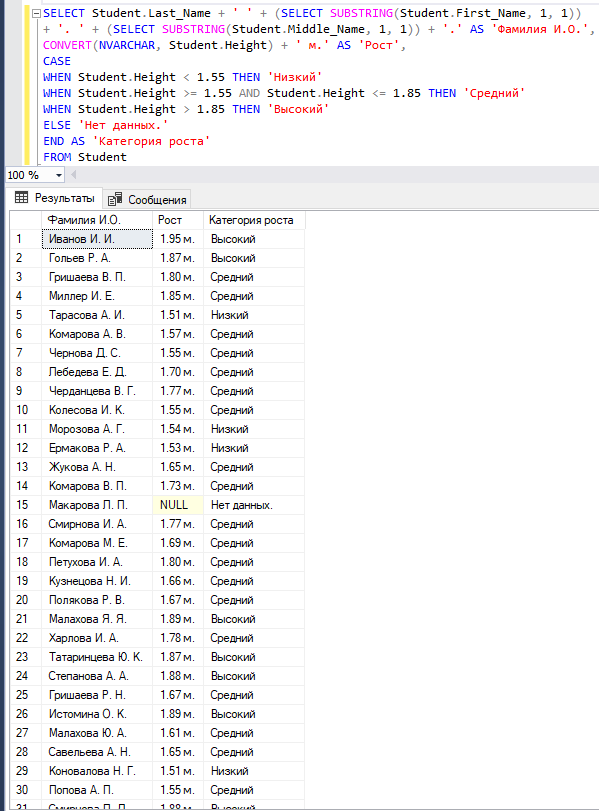 SELECT Student.Last_Name + ' ' + (SELECT SUBSTRING(Student.First_Name, 1, 1))
+ '. ' + (SELECT SUBSTRING(Student.Middle_Name, 1, 1)) + '.' AS 'Фамилия И.О.',
CONVERT(NVARCHAR, Student.Height) + ' м.' AS 'Рост',
CASE
WHEN Student.Height < 1.55 THEN 'Низкий'
WHEN Student.Height >= 1.55 AND Student.Height <= 1.85 THEN 'Средний'
WHEN Student.Height > 1.85 THEN 'Высокий'
ELSE 'Нет данных.'
END AS 'Категория роста'
FROM Student
100 %
Результаты Сообщения
Фамилия И.О. Рост Категория роста
1 Иванов И. И. 1.95 м. Высокий
2 Гольев Р. А. 1.87 м. Высокий
3 Гришаева В. П. 1.80 м. Средний
4 Миллер И. Е. 1.85 м. Средний
5 Тарасова А. И. 1.51 м. Низкий
6 Комарова А. В. 1.57 м. Средний
7 Чернова Д. С. 1.55 м. Средний
8 Лебедева Е. Д. 1.70 м. Средний
9 Черданцева В. Г. 1.77 м. Средний
10 Колесова И. К. 1.55 м. Средний
11 Морозова А. Г. 1.54 м. Низкий
12 Ермакова Р. А. 1.53 м. Низкий
13 Жукова А. Н. 1.65 м. Средний
14 Комарова В. П. 1.73 м. Средний
15 Макарова Л. П. NULL Нет данных.
16 Смирнова И. А. 1.77 м. Средний
17 Комарова М. Е. 1.69 м. Средний
18 Петухова И. А. 1.80 м. Средний
19 Кузнецова Н. И. 1.66 м. Средний
20 Полякова Р. В. 1.67 м. Средний
21 Малахова Я. Я. 1.89 м. Высокий
22 Харлова И. А. 1.78 м. Средний
23 Татаринцева Ю. К. 1.87 м. Высокий
24 Степанова А. А. 1.88 м. Высокий
25 Гришаева Р. Н. 1.67 м. Средний
26 Истомина О. К. 1.89 м. Высокий
27 Малахова Ю. А. 1.61 м. Средний
28 Савельева А. Н. 1.65 м. Средний
29 Коновалова Н. Г. 1.51 м. Низкий
30 Попова А. П. 1.55 м. Средний
31 Смирнова 1.88 м. Высокий